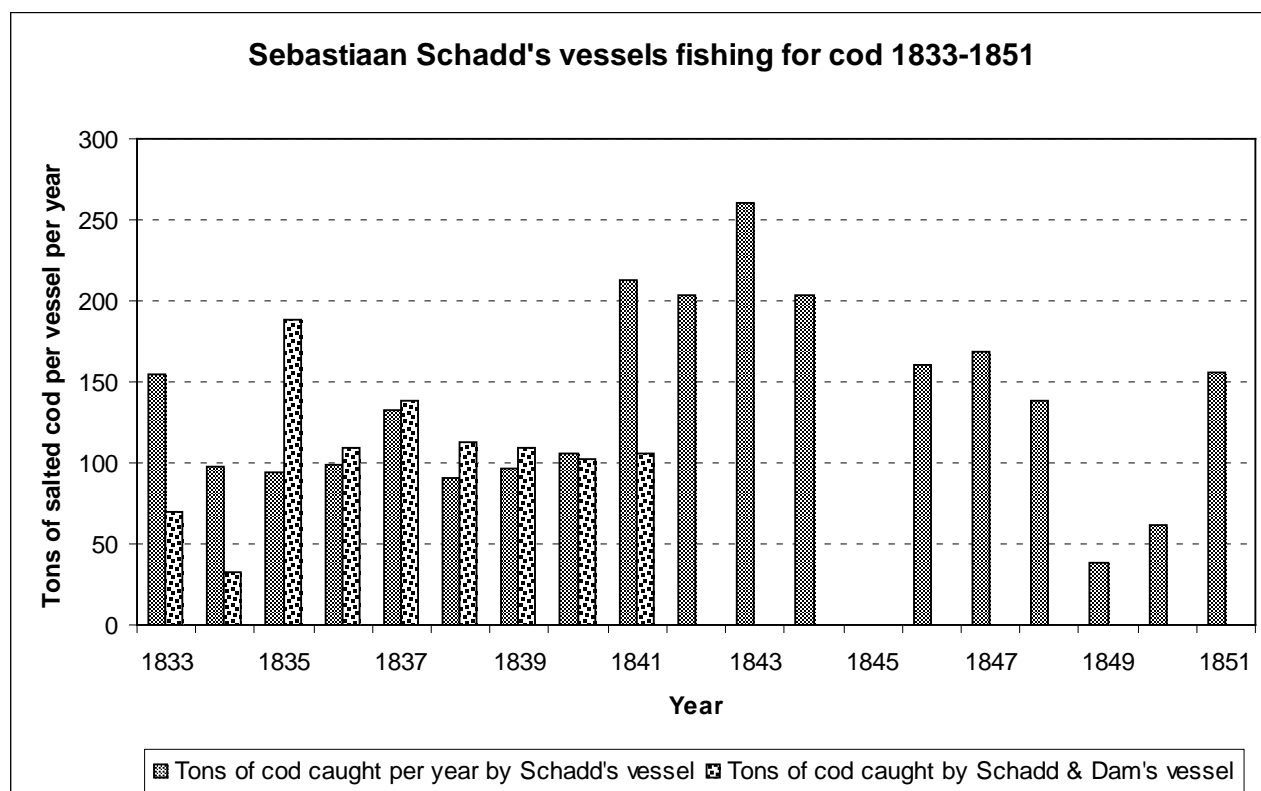 Sebastiaan Schadd's vessels fishing for cod 1833-1851
Tons of salted cod per vessel per year
300
250
200
150
100
50
0
1833 1835 1837 1839 1841 1843 1845 1847 1849 1851
Year
Tons of cod caught per year by Schadd's vessel Tons of cod caught by Schadd & Dam's vessel